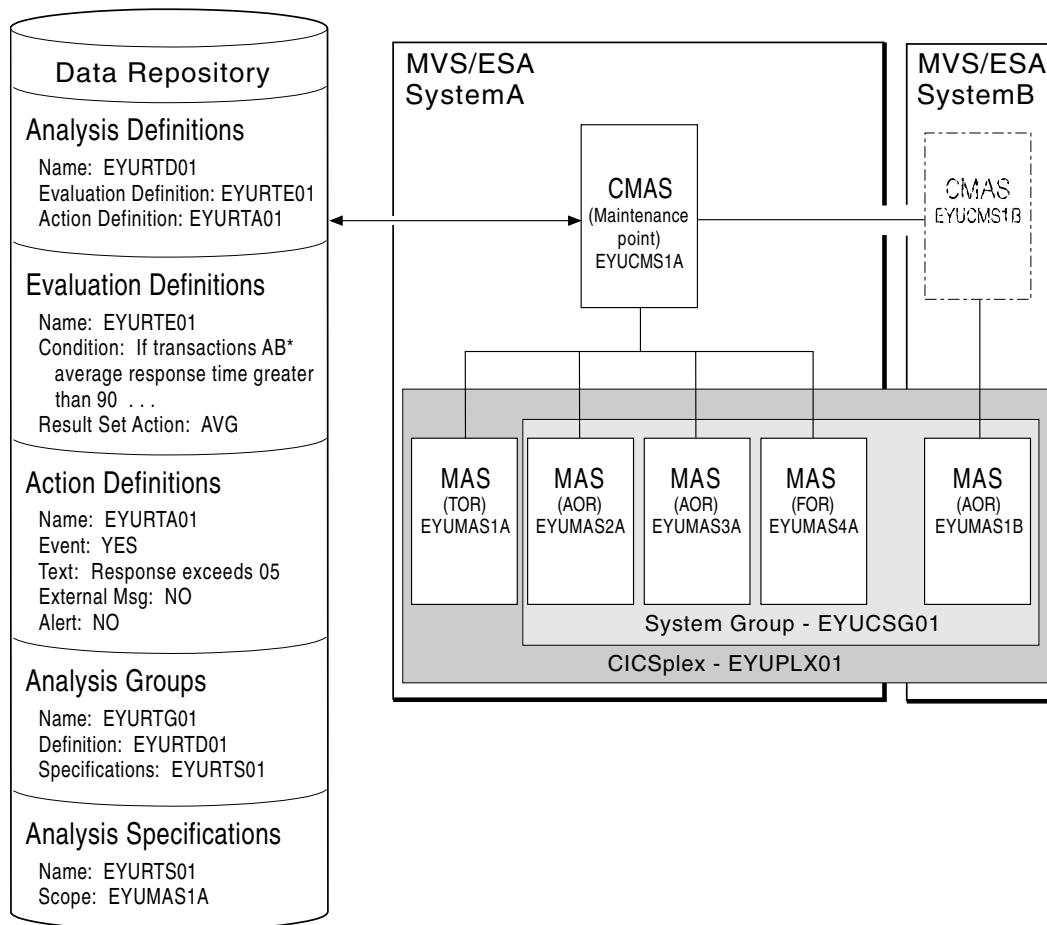 Data Repository
Analysis Definitions
Name: EYURTD01
Evaluation Definition: EYURTE01
Action Definition: EYURTA01
Evaluation Definitions
Name: EYURTE01
Condition: If transactions AB*
average response time greater
than 90 . . .
Result Set Action: AVG
Action Definitions
Name: EYURTA01
Event: YES
Text: Response exceeds 05
External Msg: NO
Alert: NO
Analysis Groups
Name: EYURTG01
Definition: EYURTD01
Specifications: EYURTS01
Analysis Specifications
Name: EYURTS01
Scope: EYUMAS1A
MVS/ESA
SystemA
CMAS
(Maintenance
point)
EYUCMS1A
MVS/ESA
SystemB
CMAS
EYUCMS1B
MAS
(TOR)
EYUMAS1A
MAS
(AOR)
EYUMAS2A
MAS
(AOR)
EYUMAS3A
MAS
(FOR)
EYUMAS4A
MAS
(AOR)
EYUMAS1B
System Group - EYUCSG01
CICSplex - EYUPLX01